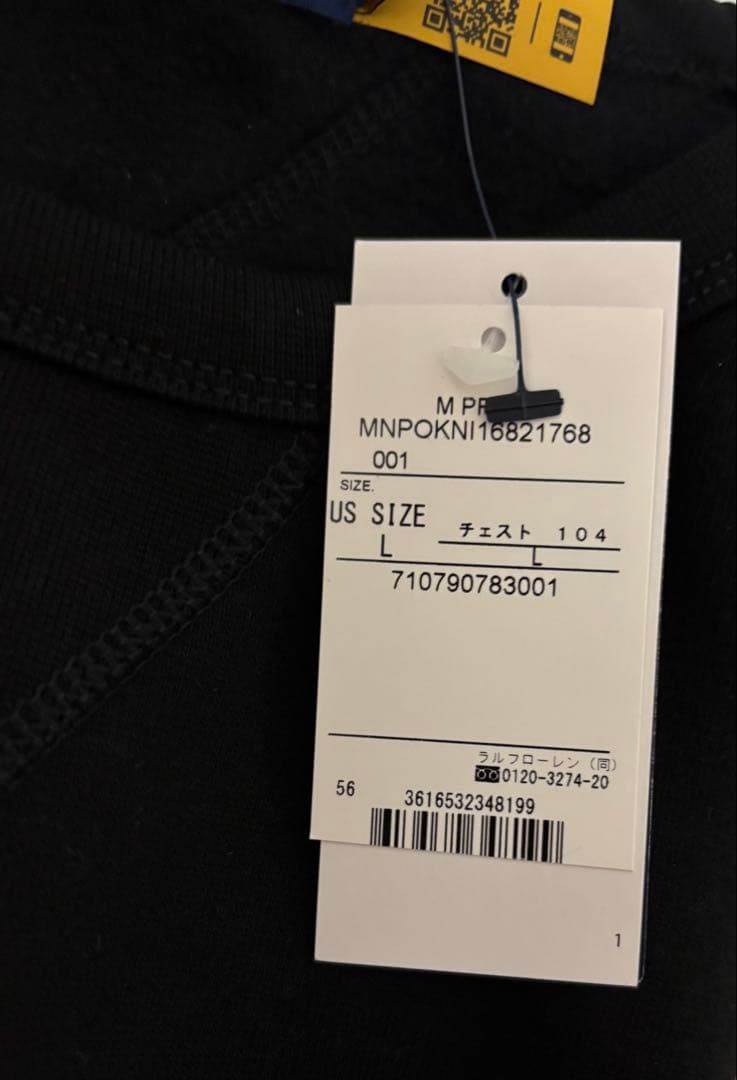 M
MNPOKNI16821768
001
SIZE.
US SIZE
L
チェスト 104
L
710790783001
ラルフローレン（同）
0120-3274-20
56
3616532348199
1